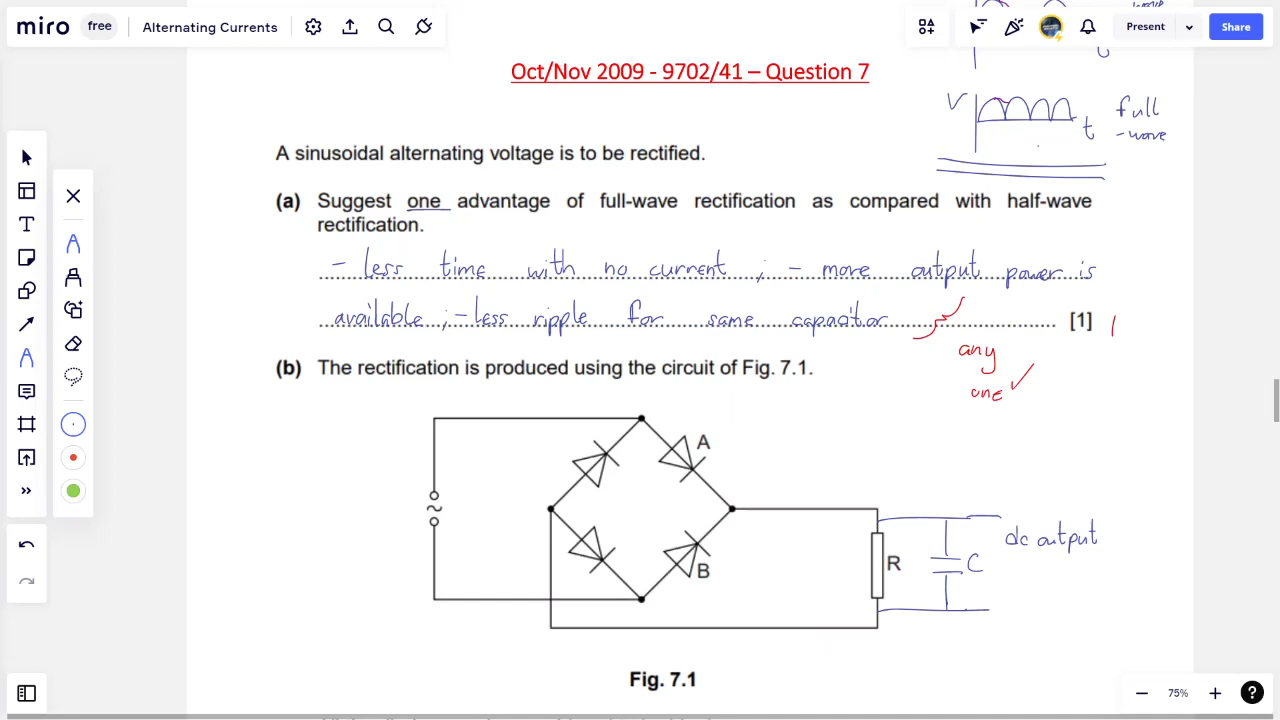 miro free Alternating Currents Present Share
wave
t
Oct/Nov 2009 - 9702/41 – Question 7
V t full
-wave
A sinusoidal alternating voltage is to be rectified.
(a) Suggest one advantage of full-wave rectification as compared with half-wave
rectification.
- less time with no current ; - more output power is
available ; - less ripple for same capacitor [1] 1
any
one ✓
(b) The rectification is produced using the circuit of Fig. 7.1.
A
B
R
C
dc output
Fig. 7.1
75%